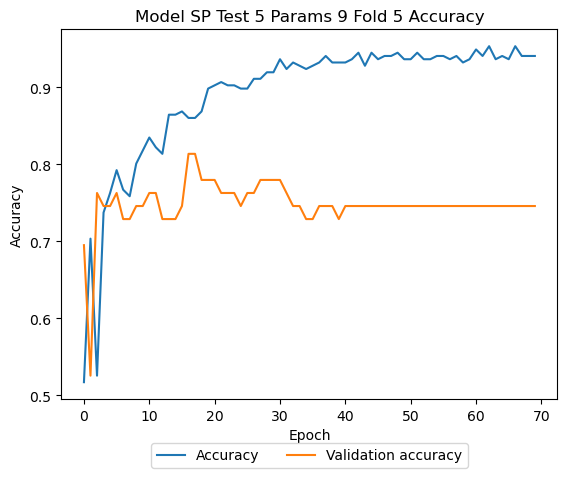 Model SP Test 5 Params 9 Fold 5 Accuracy
Accuracy
0.9
0.8
0.7
0.6
0.5
0 10 20 30 40 50 60 70
Epoch
Accuracy Validation accuracy